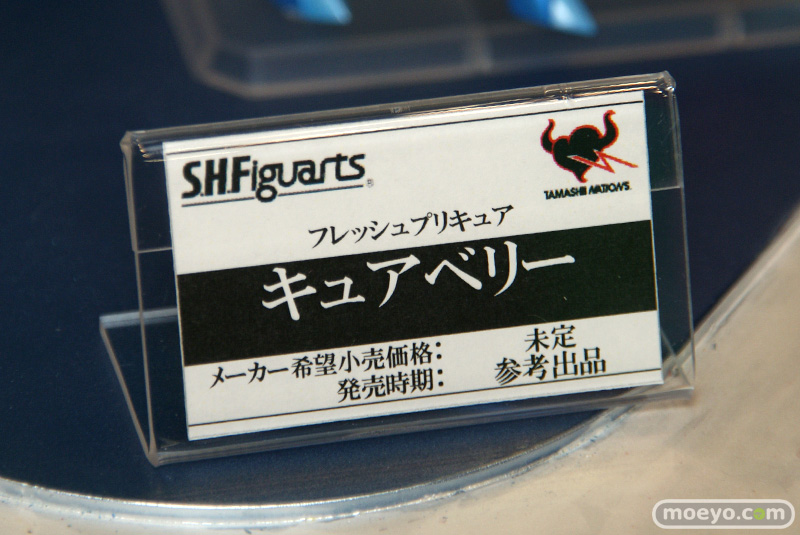 S.H.Figuarts®
TAMASHII NATIONS
フレッシュプリキュア
キュアベリー
メーカー希望小売価格: 未定
発売時期: 参考出品
moeyo.com